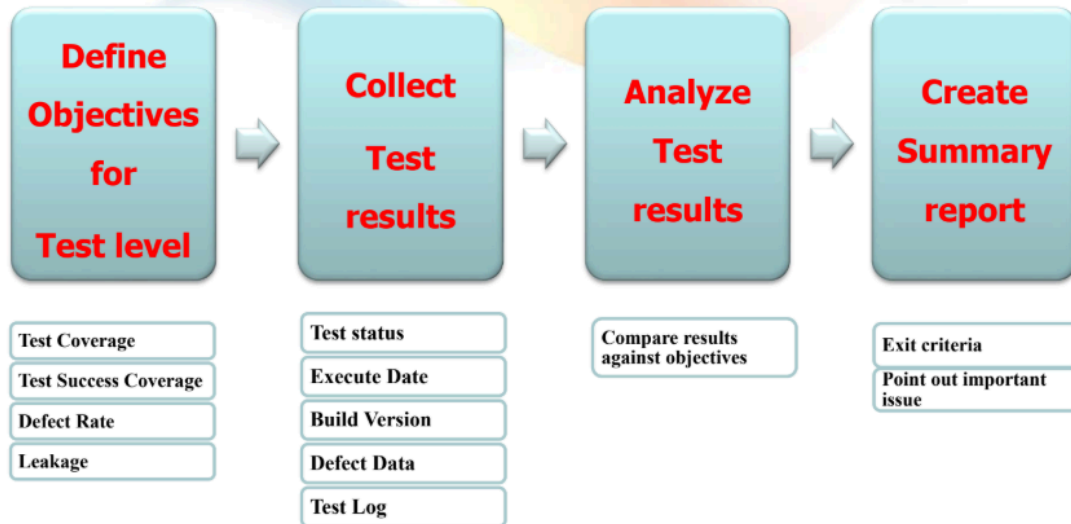 Define
Objectives
for
Test level
Collect
Test
results
Analyze
Test
results
Create
Summary
report
Test Coverage
Test Success Coverage
Defect Rate
Leakage
Test status
Execute Date
Build Version
Defect Data
Test Log
Compare results
against objectives
Exit criteria
Point out important
issue